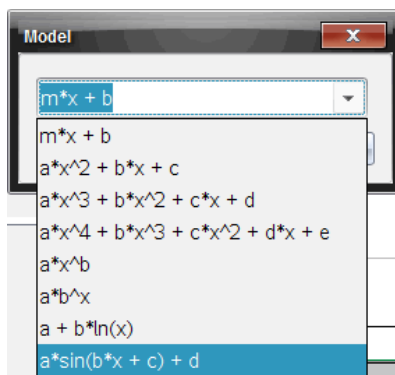 Model
m*x + b
m*x + b
a*x^2 + b*x + c
a*x^3 + b*x^2 + c*x + d
a*x^4 + b*x^3 + c*x^2 + d*x + e
a*x^b
a*b^x
a + b*ln(x)
a*sin(b*x + c) + d